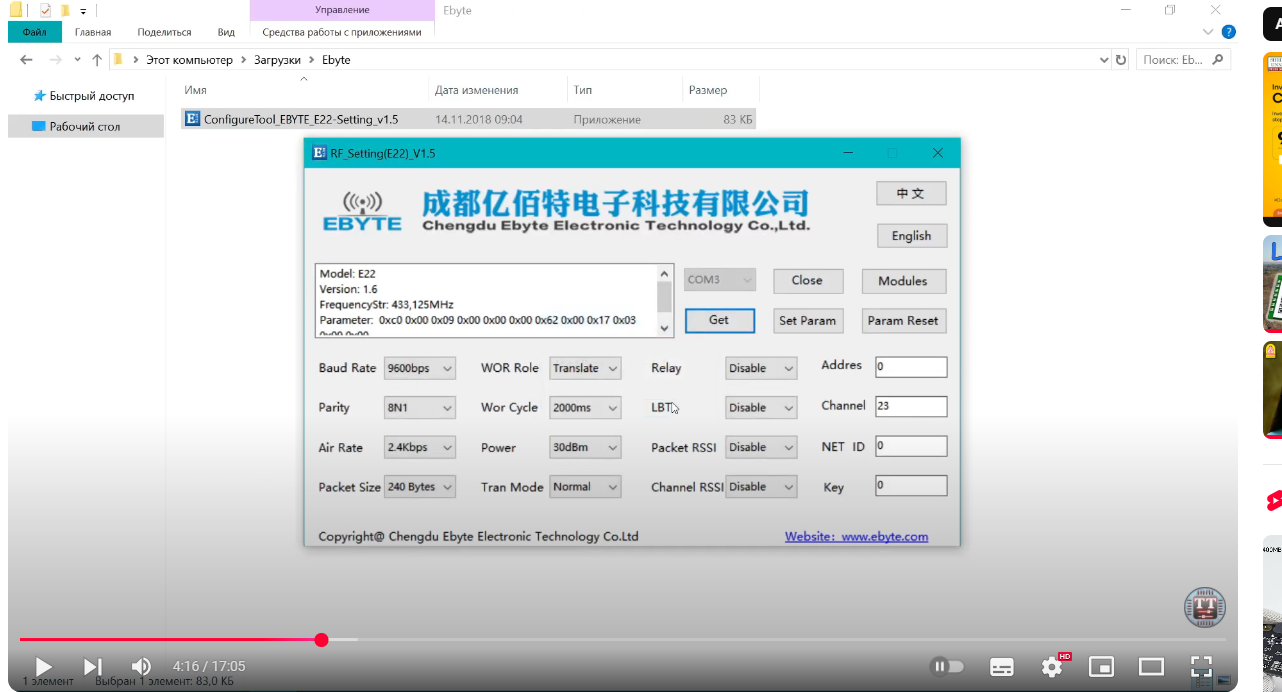 Управление
Ebyte
Файл
Главная
Поделиться
Вид
Средства работы с приложениями
Этот компьютер > Загрузки > Ebyte
Поиск: Eb...
Быстрый доступ
Рабочий стол
Имя Дата изменения Тип Размер
ConfigureTool_EBYTE_E22-Setting_v1.5 14.11.2018 09:04 Приложение 83 КБ
RF_Setting(E22)_V1.5
EBYTE
成都亿佰特电子科技有限公司
Chengdu Ebyte Electronic Technology Co.,Ltd.
中文
English
Model: E22
Version: 1.6
FrequencyStr: 433,125MHz
Parameter: 0xc0 0x00 0x09 0x00 0x00 0x00 0x62 0x00 0x17 0x03
0x00 0x00
COM3 Close Modules
Get Set Param Param Reset
Baud Rate 9600bps WOR Role Translate Relay Disable Addres 0
Parity 8N1 Wor Cycle 2000ms LBT Disable Channel 23
Air Rate 2.4Kbps Power 30dBm Packet RSSI Disable NET ID 0
Packet Size 240 Bytes Tran Mode Normal Channel RSSI Disable Key 0
Copyright@ Chengdu Ebyte Electronic Technology Co.Ltd
Website: www.ebyte.com
TT
4:16 / 17:05
HD
1 элемент Выбран 1 элемент: 83,0 КБ